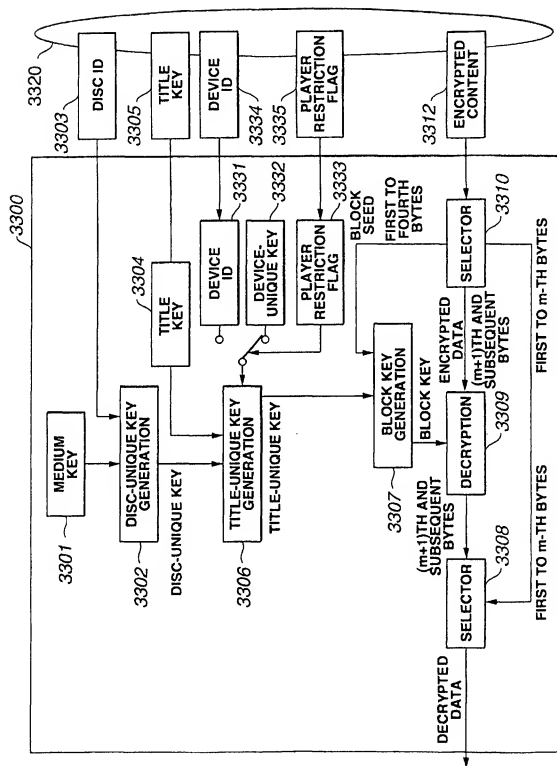 3320
3303
DISC ID
3305
TITLE
KEY
DEVICE
ID
3334
PLAYER
RESTRICTION
FLAG
3335
3312
ENCRYPTED
CONTENT
3300
3304
TITLE
KEY
DEVICE
ID
3331
DEVICE-
UNIQUE KEY
3332
PLAYER
RESTRICTION
FLAG
3333
BLOCK
SEED
FIRST TO
FOURTH
BYTES
SELECTOR
3310
MEDIUM
KEY
3301
DISC-UNIQUE KEY
GENERATION
3302
DISC-UNIQUE KEY
TITLE-UNIQUE KEY
GENERATION
3306
TITLE-UNIQUE KEY
BLOCK KEY
GENERATION
3307
BLOCK KEY
ENCRYPTED
DATA
(m+1)TH AND
SUBSEQUENT
BYTES
FIRST TO m-TH BYTES
DECRYPTION
3309
(m+1)TH AND
SUBSEQUENT
BYTES
SELECTOR
3308
FIRST TO m-TH BYTES
DECRYPTED
DATA